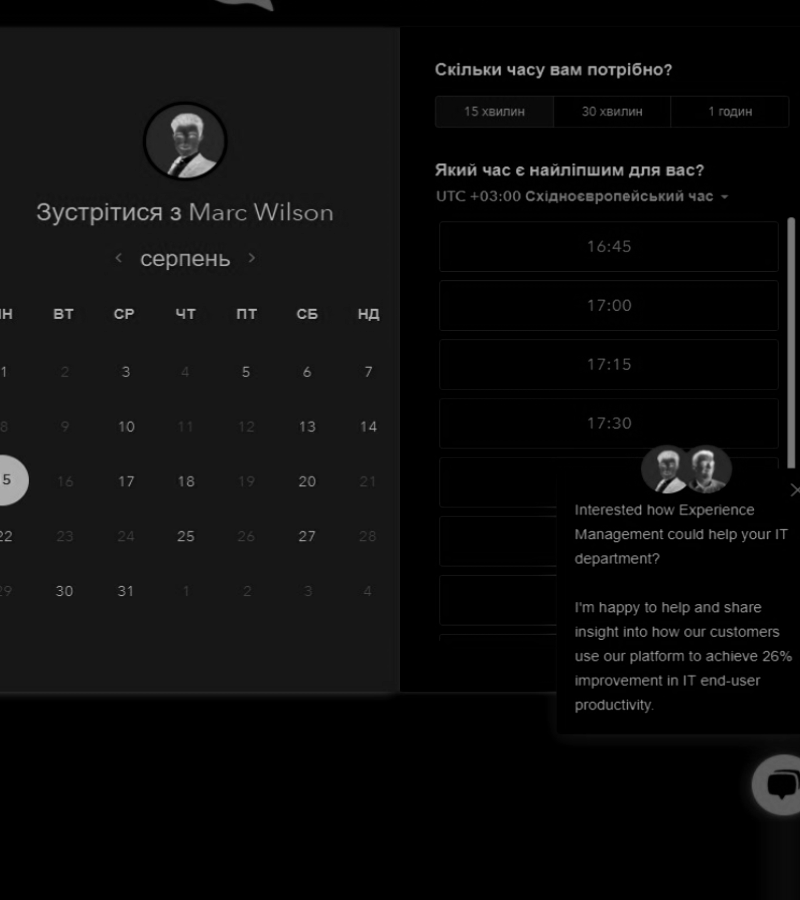 Зустрітися з Marc Wilson
серпень
ВТ СР ЧТ ПТ СБ НД
1 2 3 4 5 6 7
8 9 10 11 12 13 14
5 16 17 18 19 20 21
22 23 24 25 26 27 28
29 30 31 1 2 3 4
Скільки часу вам потрібно?
15 хвилин 30 хвилин 1 годин
Який час є найліпшим для вас?
UTC +03:00 Східноєвропейський час
16:45
17:00
17:15
17:30
Interested how Experience
Management could help your IT
department?
I'm happy to help and share
insight into how our customers
use our platform to achieve 26%
improvement in IT end-user
productivity.